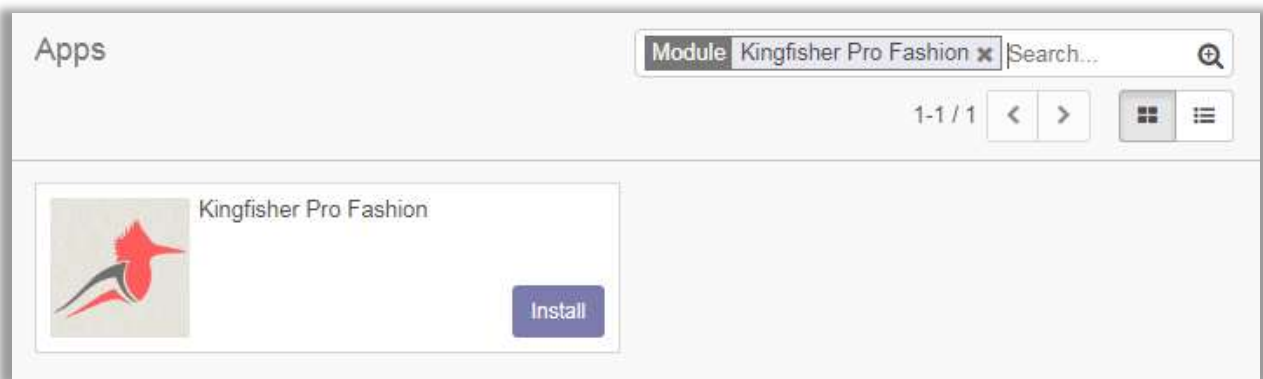 Apps
Module Kingfisher Pro Fashion Search...
1-1 / 1
Kingfisher Pro Fashion
Install